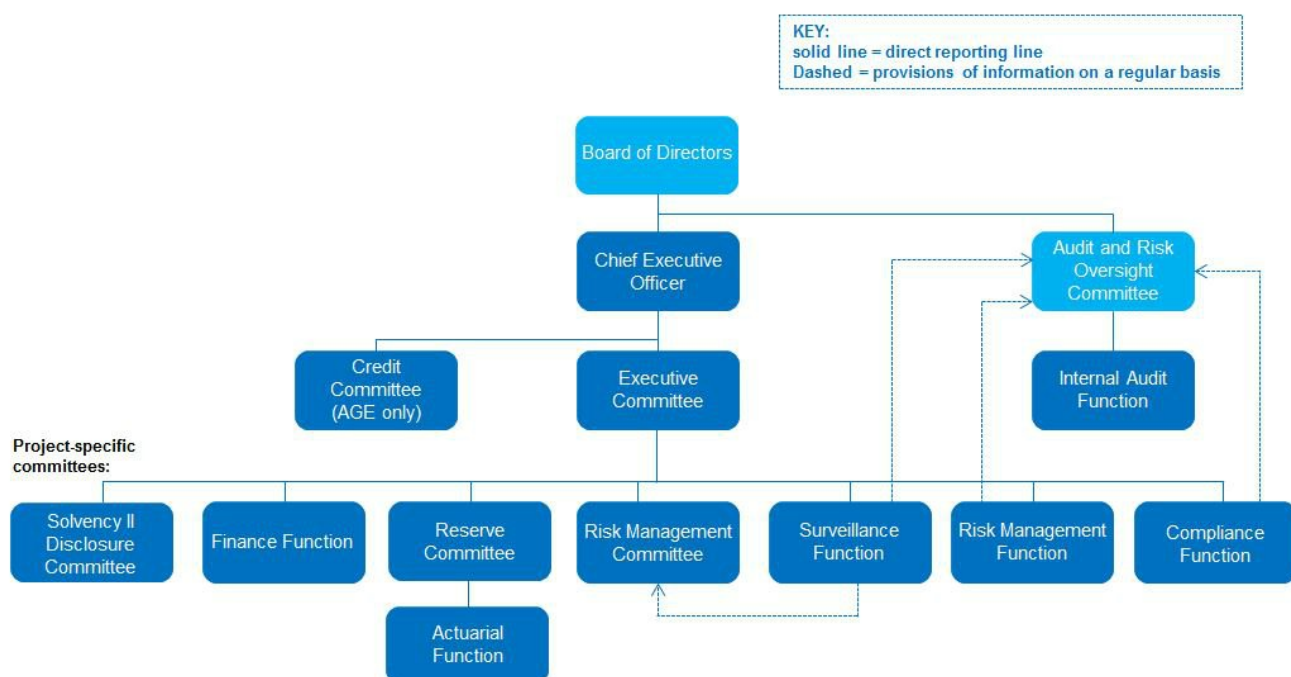 KEY:
solid line = direct reporting line
Dashed = provisions of information on a regular basis
Board of Directors
Chief Executive
Officer
Audit and Risk
Oversight
Committee
Credit
Committee
(AGE only)
Executive
Committee
Internal Audit
Function
Project-specific
committees:
Solvency II
Disclosure
Committee
Finance Function
Reserve
Committee
Risk Management
Committee
Surveillance
Function
Risk Management
Function
Compliance
Function
Actuarial
Function